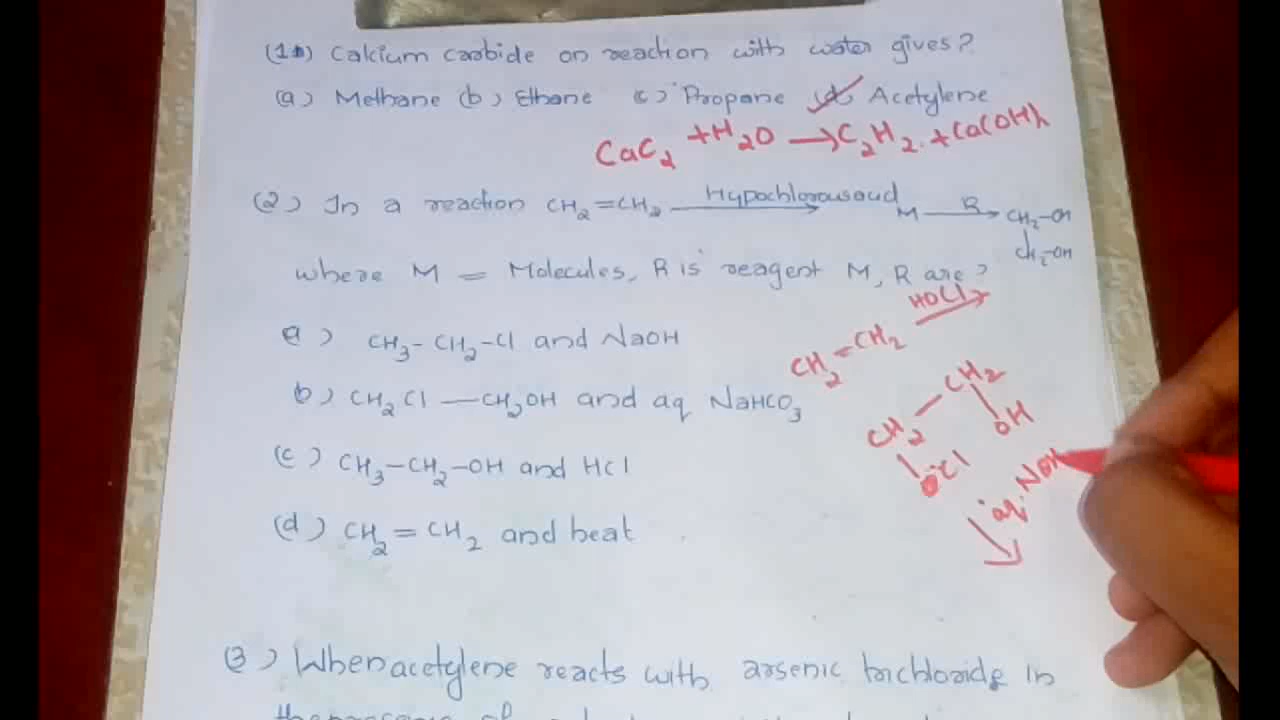 (1) Calcium carbide on reaction with water gives?
(a) Methane (b) Ethane (c) Propane (d) Acetylene
CaC2 + H2O → C2H2. + Ca(OH)2
(2) In a reaction CH2=CH2 Hypochlorousacid → M R → CH2-OH
CH2-OH
where M = Molecules, R is reagent M, R are?
HOCl
CH2=CH2 →
a) CH3-CH2-Cl and NaOH
CH2
b) CH2Cl — CH2OH and aq NaHCO3
CH2 OH
(c) CH3-CH2-OH and HCl
Cl
aq. NaH
(d) CH2=CH2 and heat
(3) When acetylene reacts with arsenic trichloride in